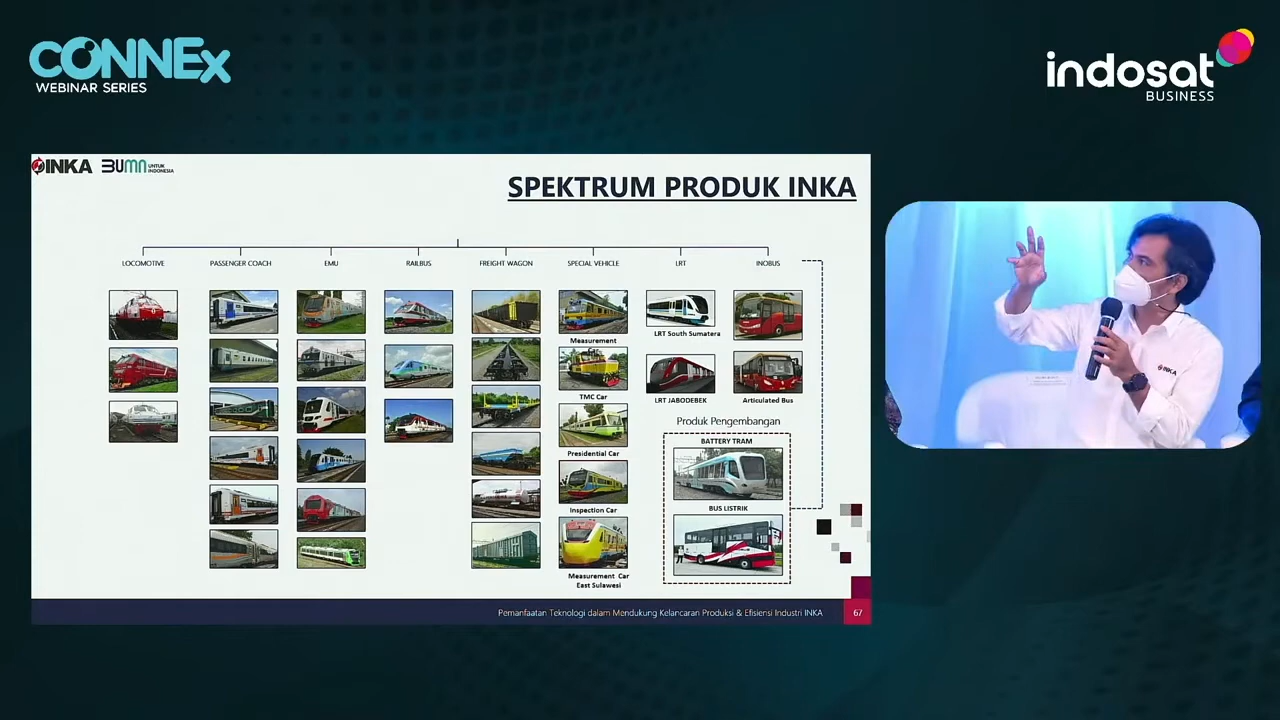 CONNEx
WEBINAR SERIES
indosat
BUSINESS
INKA BUMN UNTUK INDONESIA
SPEKTRUM PRODUK INKA
LOCOMOTIVE PASSENGER COACH EMU RAILBUS FREIGHT WAGON SPECIAL VEHICLE LRT INOBUS
LRT South Sumatera
Measurement
TMC Car
LRT JABODEBEK Articulated Bus
Produk Pengembangan
BATTERY TRAM
Presidential Car
BUS LISTRIK
Inspection Car
Measurement Car
East Sulawesi
Pemanfaatan Teknologi dalam Mendukung Kelancaran Produksi & Efisiensi Industri INKA 67
INKA